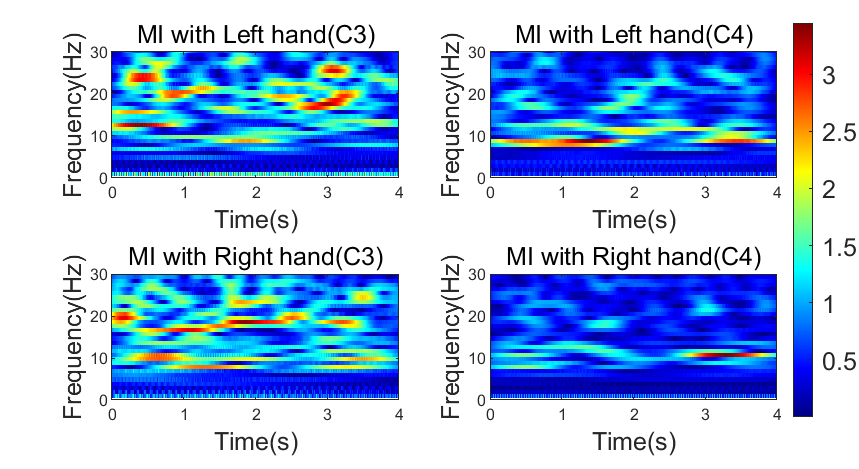 MI with Left hand(C3)
Frequency(Hz)
30
20
10
0
0 1 2 3 4
Time(s)
MI with Left hand(C4)
Frequency(Hz)
30
20
10
0
0 1 2 3 4
Time(s)
MI with Right hand(C3)
Frequency(Hz)
30
20
10
0
0 1 2 3 4
Time(s)
MI with Right hand(C4)
Frequency(Hz)
30
20
10
0
0 1 2 3 4
Time(s)
3
2.5
2
1.5
1
0.5